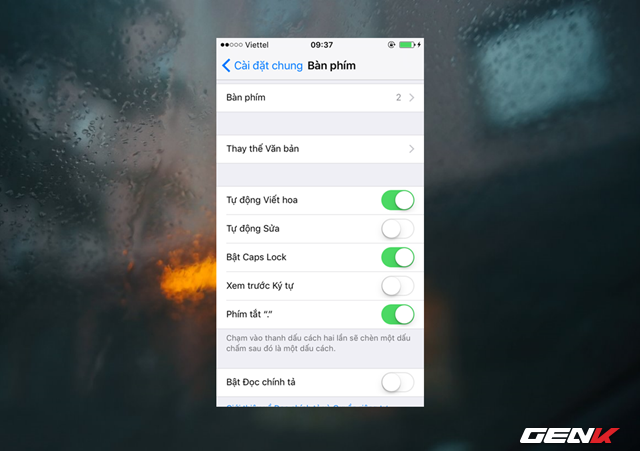 Viettel 09:37
Cài đặt chung Bàn phím
Bàn phím 2
Thay thế Văn bản
Tự động Viết hoa
Tự động Sửa
Bật Caps Lock
Xem trước Ký tự
Phím tắt “.”
Chạm vào thanh dấu cách hai lần sẽ chèn một dấu
chấm sau đó là một dấu cách.
Bật Đọc chính tả
GENK